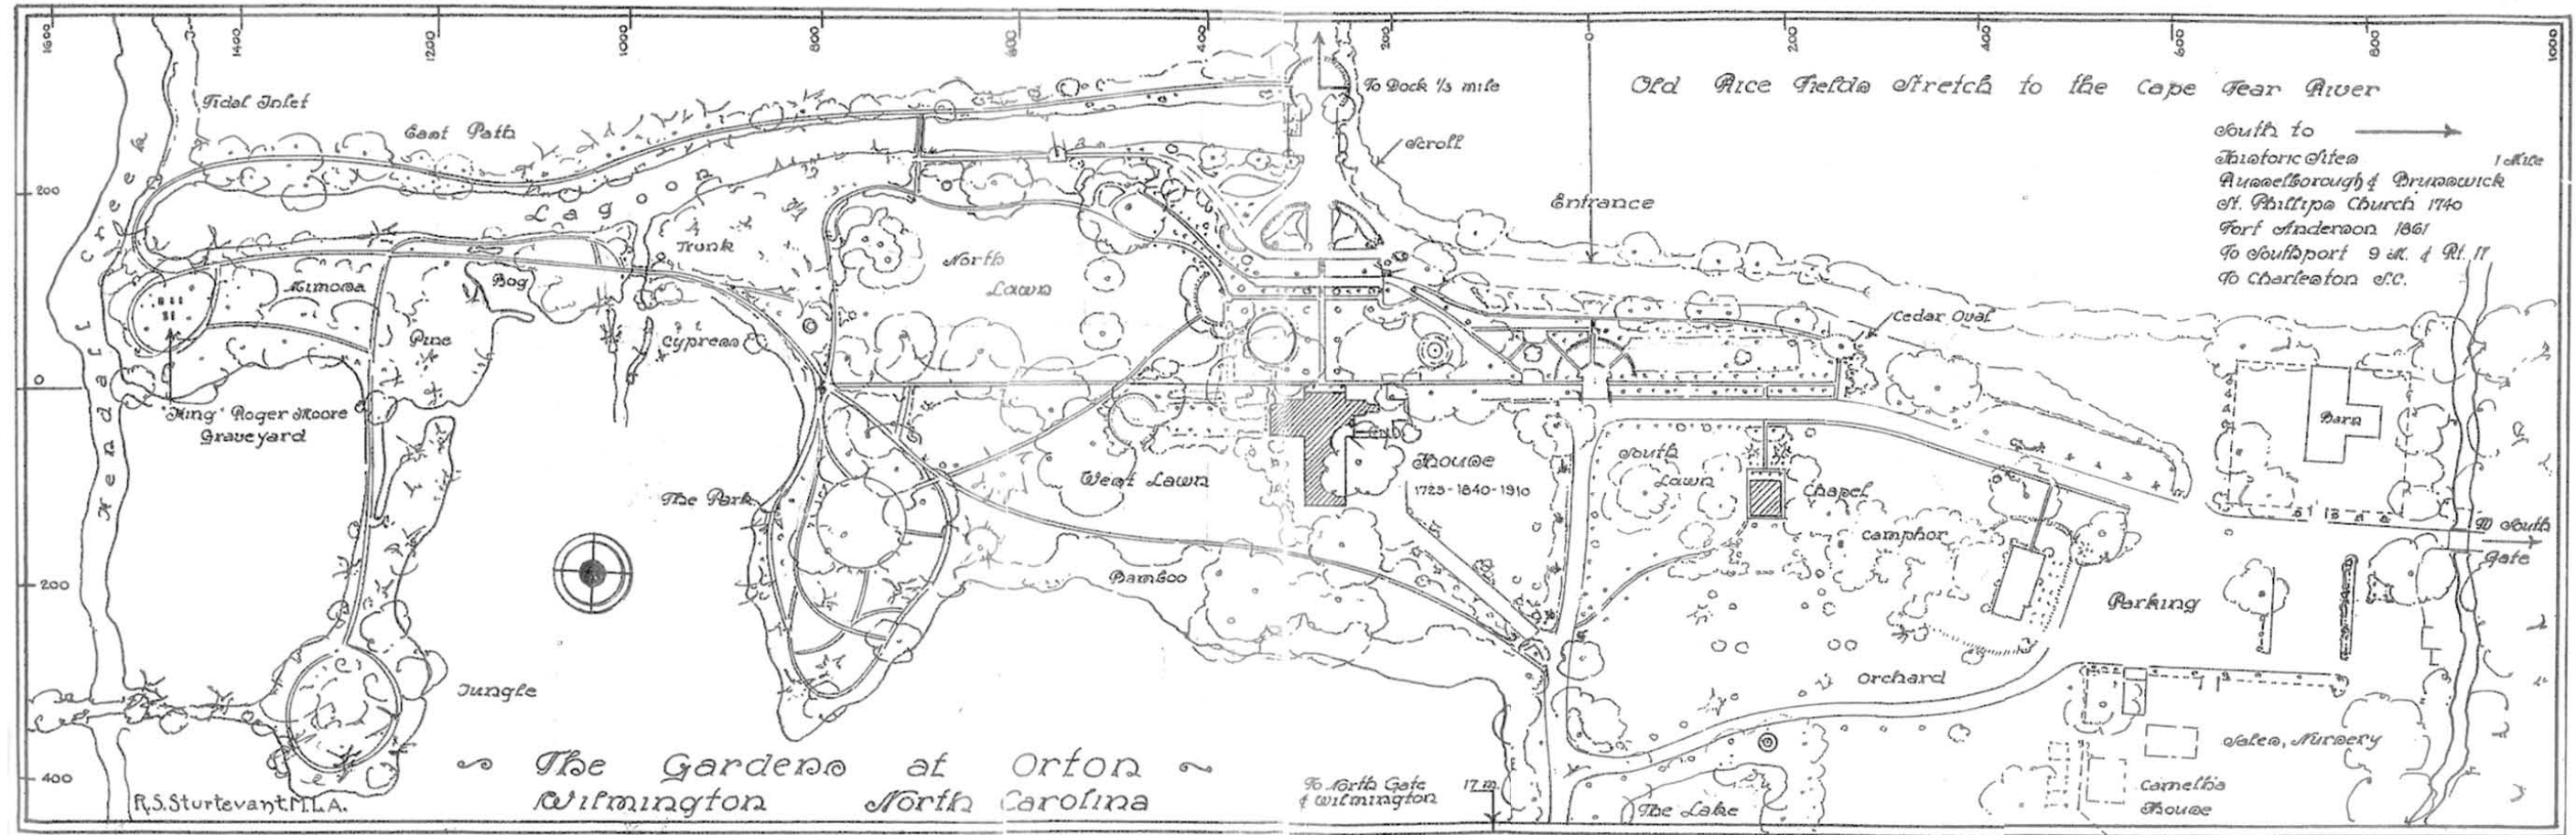 1600 1400 1200 1000 800 600 400 200 0 200 400 600 800 1000
Tidal Inlet
East Path
To Dock 1/3 mile
Old Rice Fields Stretch to the Cape Fear River
Scroll
South to
Historic Sites 1 Mile
Russelborough & Brunswick
St. Phillips Church 1740
Fort Anderson 1861
To Southport 9 M. & Rt. 17
To Charleston S.C.
200
Lagoon
Entrance
Trunk
North
Lawn
Mimosa
Bog
Pine
Cypress
Cedar Oval
0
"King" Roger Moore
Graveyard
Kendall Creek
Barn
The Park
West Lawn
House
1725-1840-1910
South
Lawn
Chapel
Camphor
To South
Gate
200
Bamboo
Parking
Jungle
Orchard
The Gardens at Orton
Wilmington North Carolina
400
R.S. Sturtevant M.L.A.
To North Gate
& Wilmington
17 m.
The Lake
Sales, Nursery
Camellia
House